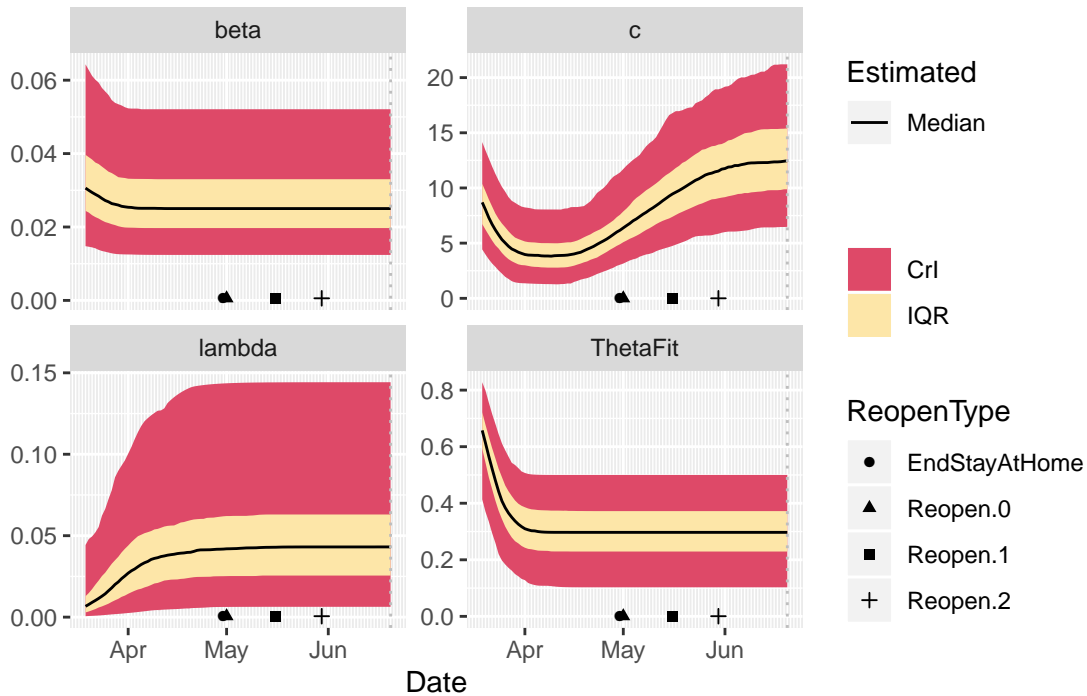 beta
c
0.06
0.04
0.02
0.00
20
15
10
5
0
lambda
ThetaFit
0.15
0.10
0.05
0.00
0.8
0.6
0.4
0.2
0.0
Apr May Jun
Apr May Jun
Date
Estimated
Median
CrI
IQR
ReopenType
EndStayAtHome
Reopen.0
Reopen.1
Reopen.2